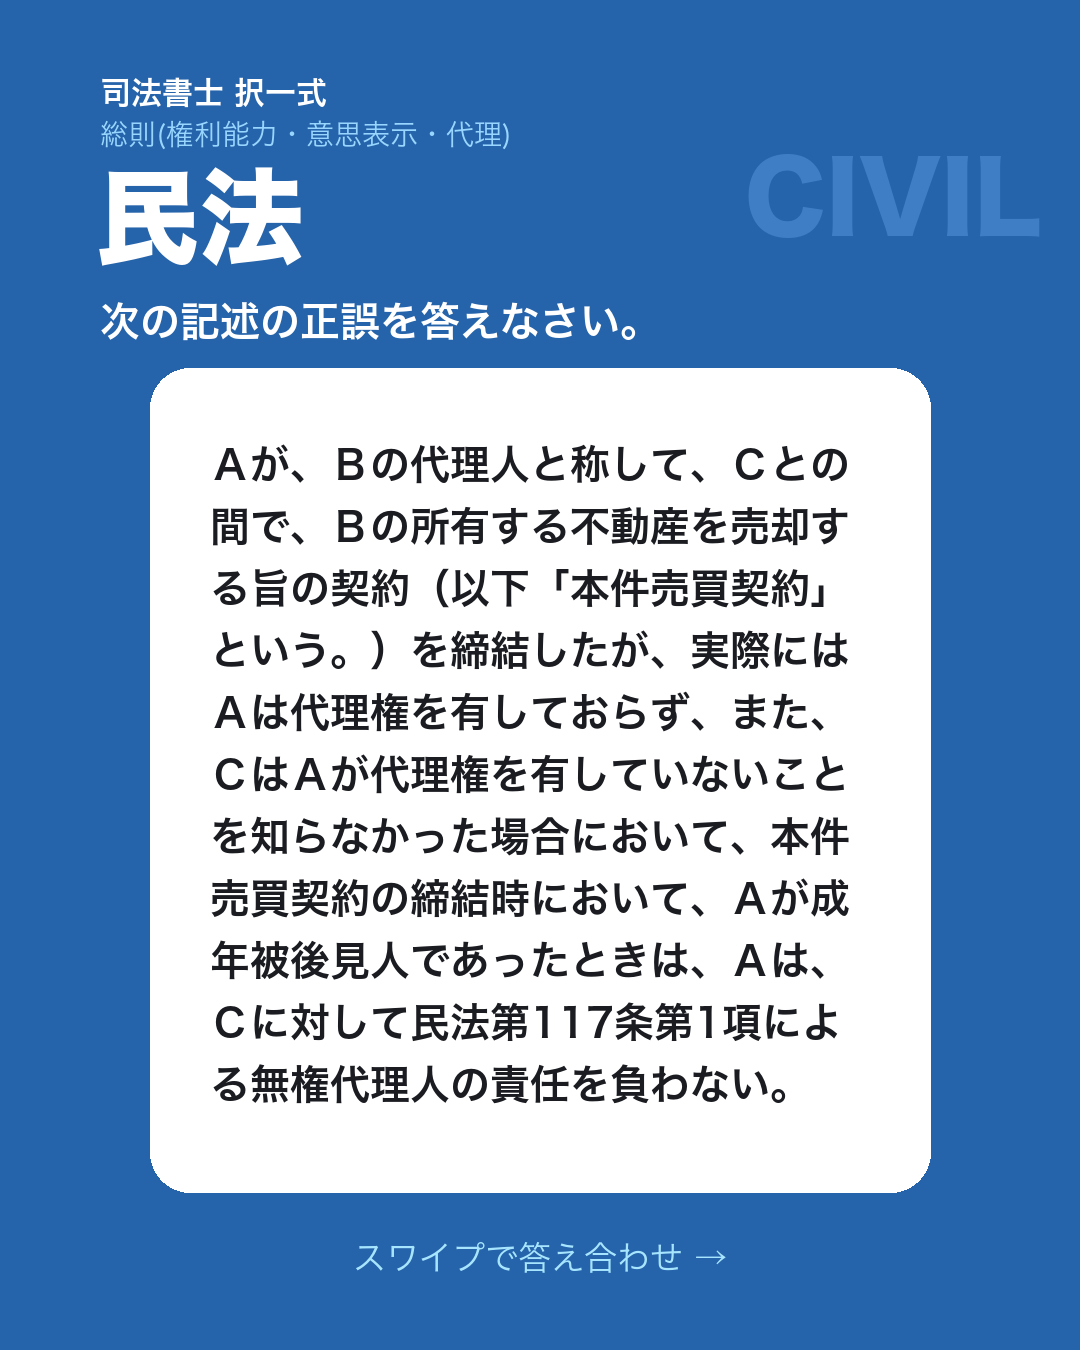 司法書士 択一式
総則(権利能力・意思表示・代理)
民法
CIVIL
次の記述の正誤を答えなさい。
Ａが、Ｂの代理人と称して、Ｃとの
間で、Ｂの所有する不動産を売却す
る旨の契約（以下「本件売買契約」
という。）を締結したが、実際には
Ａは代理権を有しておらず、また、
ＣはＡが代理権を有していないこと
を知らなかった場合において、本件
売買契約の締結時において、Ａが成
年被後見人であったときは、Ａは、
Ｃに対して民法第117条第1項によ
る無権代理人の責任を負わない。
スワイプで答え合わせ →